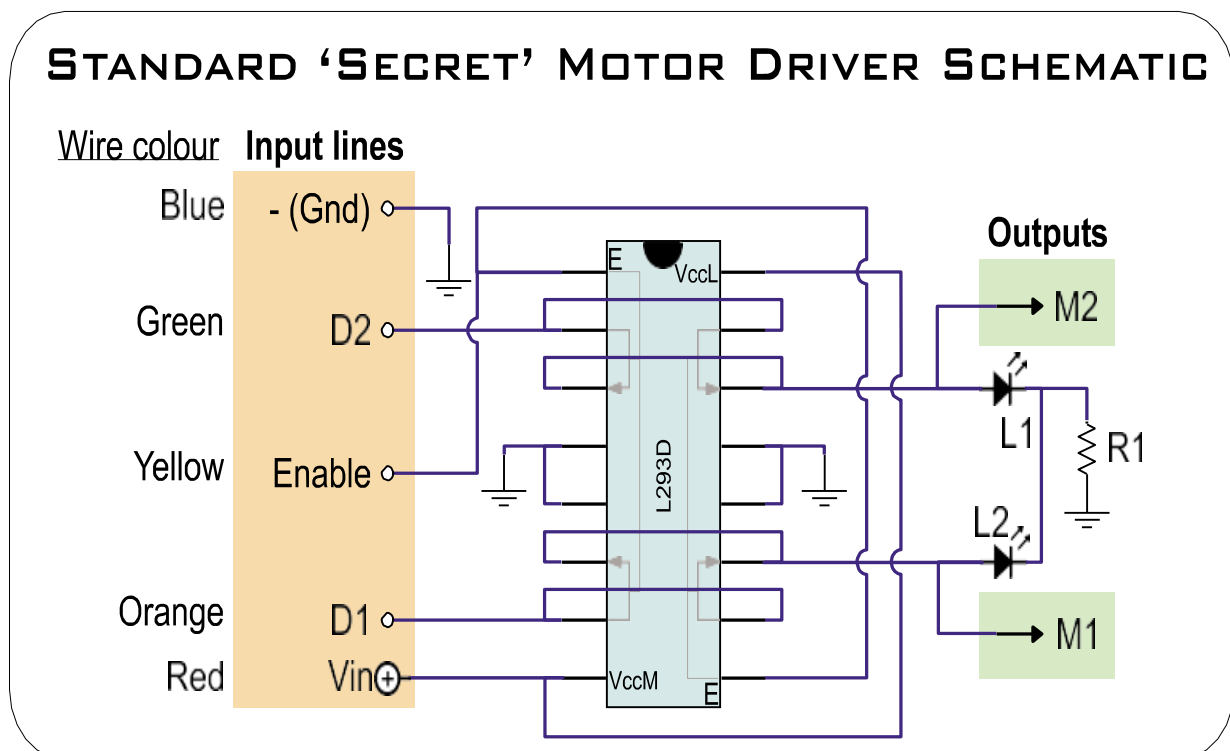 STANDARD ‘SECRET’ MOTOR DRIVER SCHEMATIC
Wire colour Input lines
Blue - (Gnd)
Outputs
E VccL
M2
Green D2
L1
R1
Yellow Enable
L293D
L2
Orange D1
M1
Red Vin
VccM
E